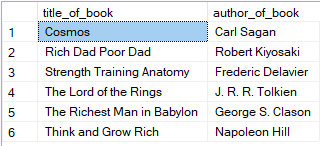 title_of_book author_of_book
1 Cosmos Carl Sagan
2 Rich Dad Poor Dad Robert Kiyosaki
3 Strength Training Anatomy Frederic Delavier
4 The Lord of the Rings J. R. R. Tolkien
5 The Richest Man in Babylon George S. Clason
6 Think and Grow Rich Napoleon Hill